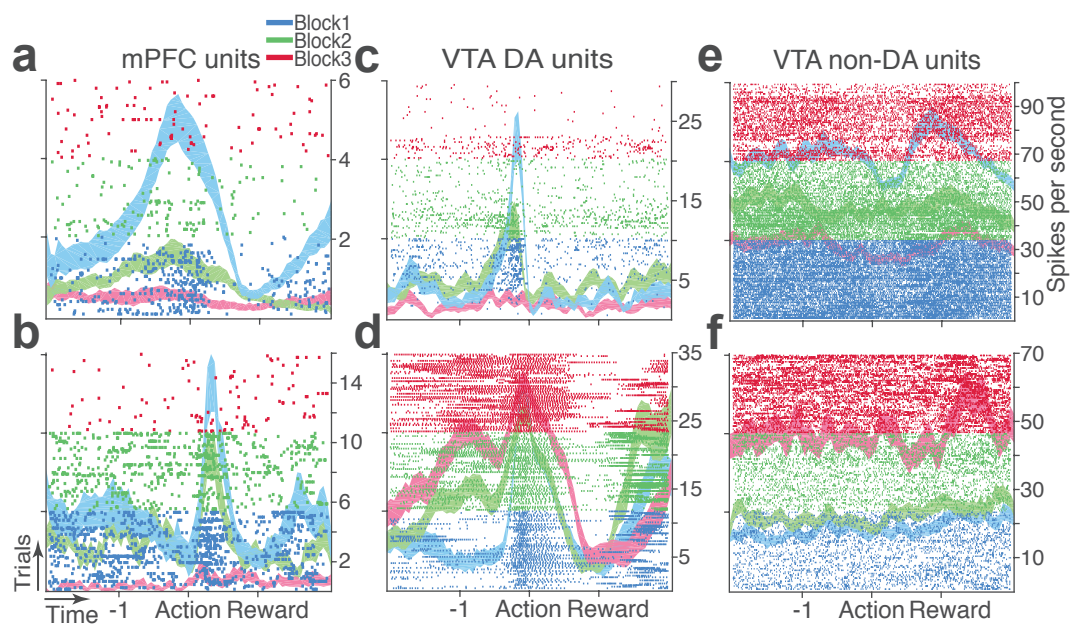 Block1
Block2
Block3
a
mPFC units
c
VTA DA units
e
VTA non-DA units
6
4
2
25
15
5
90
70
50
30
10
Spikes per second
b
d
f
14
10
6
2
35
25
15
5
70
50
30
10
Trials
Time
-1 Action Reward
-1 Action Reward
-1 Action Reward